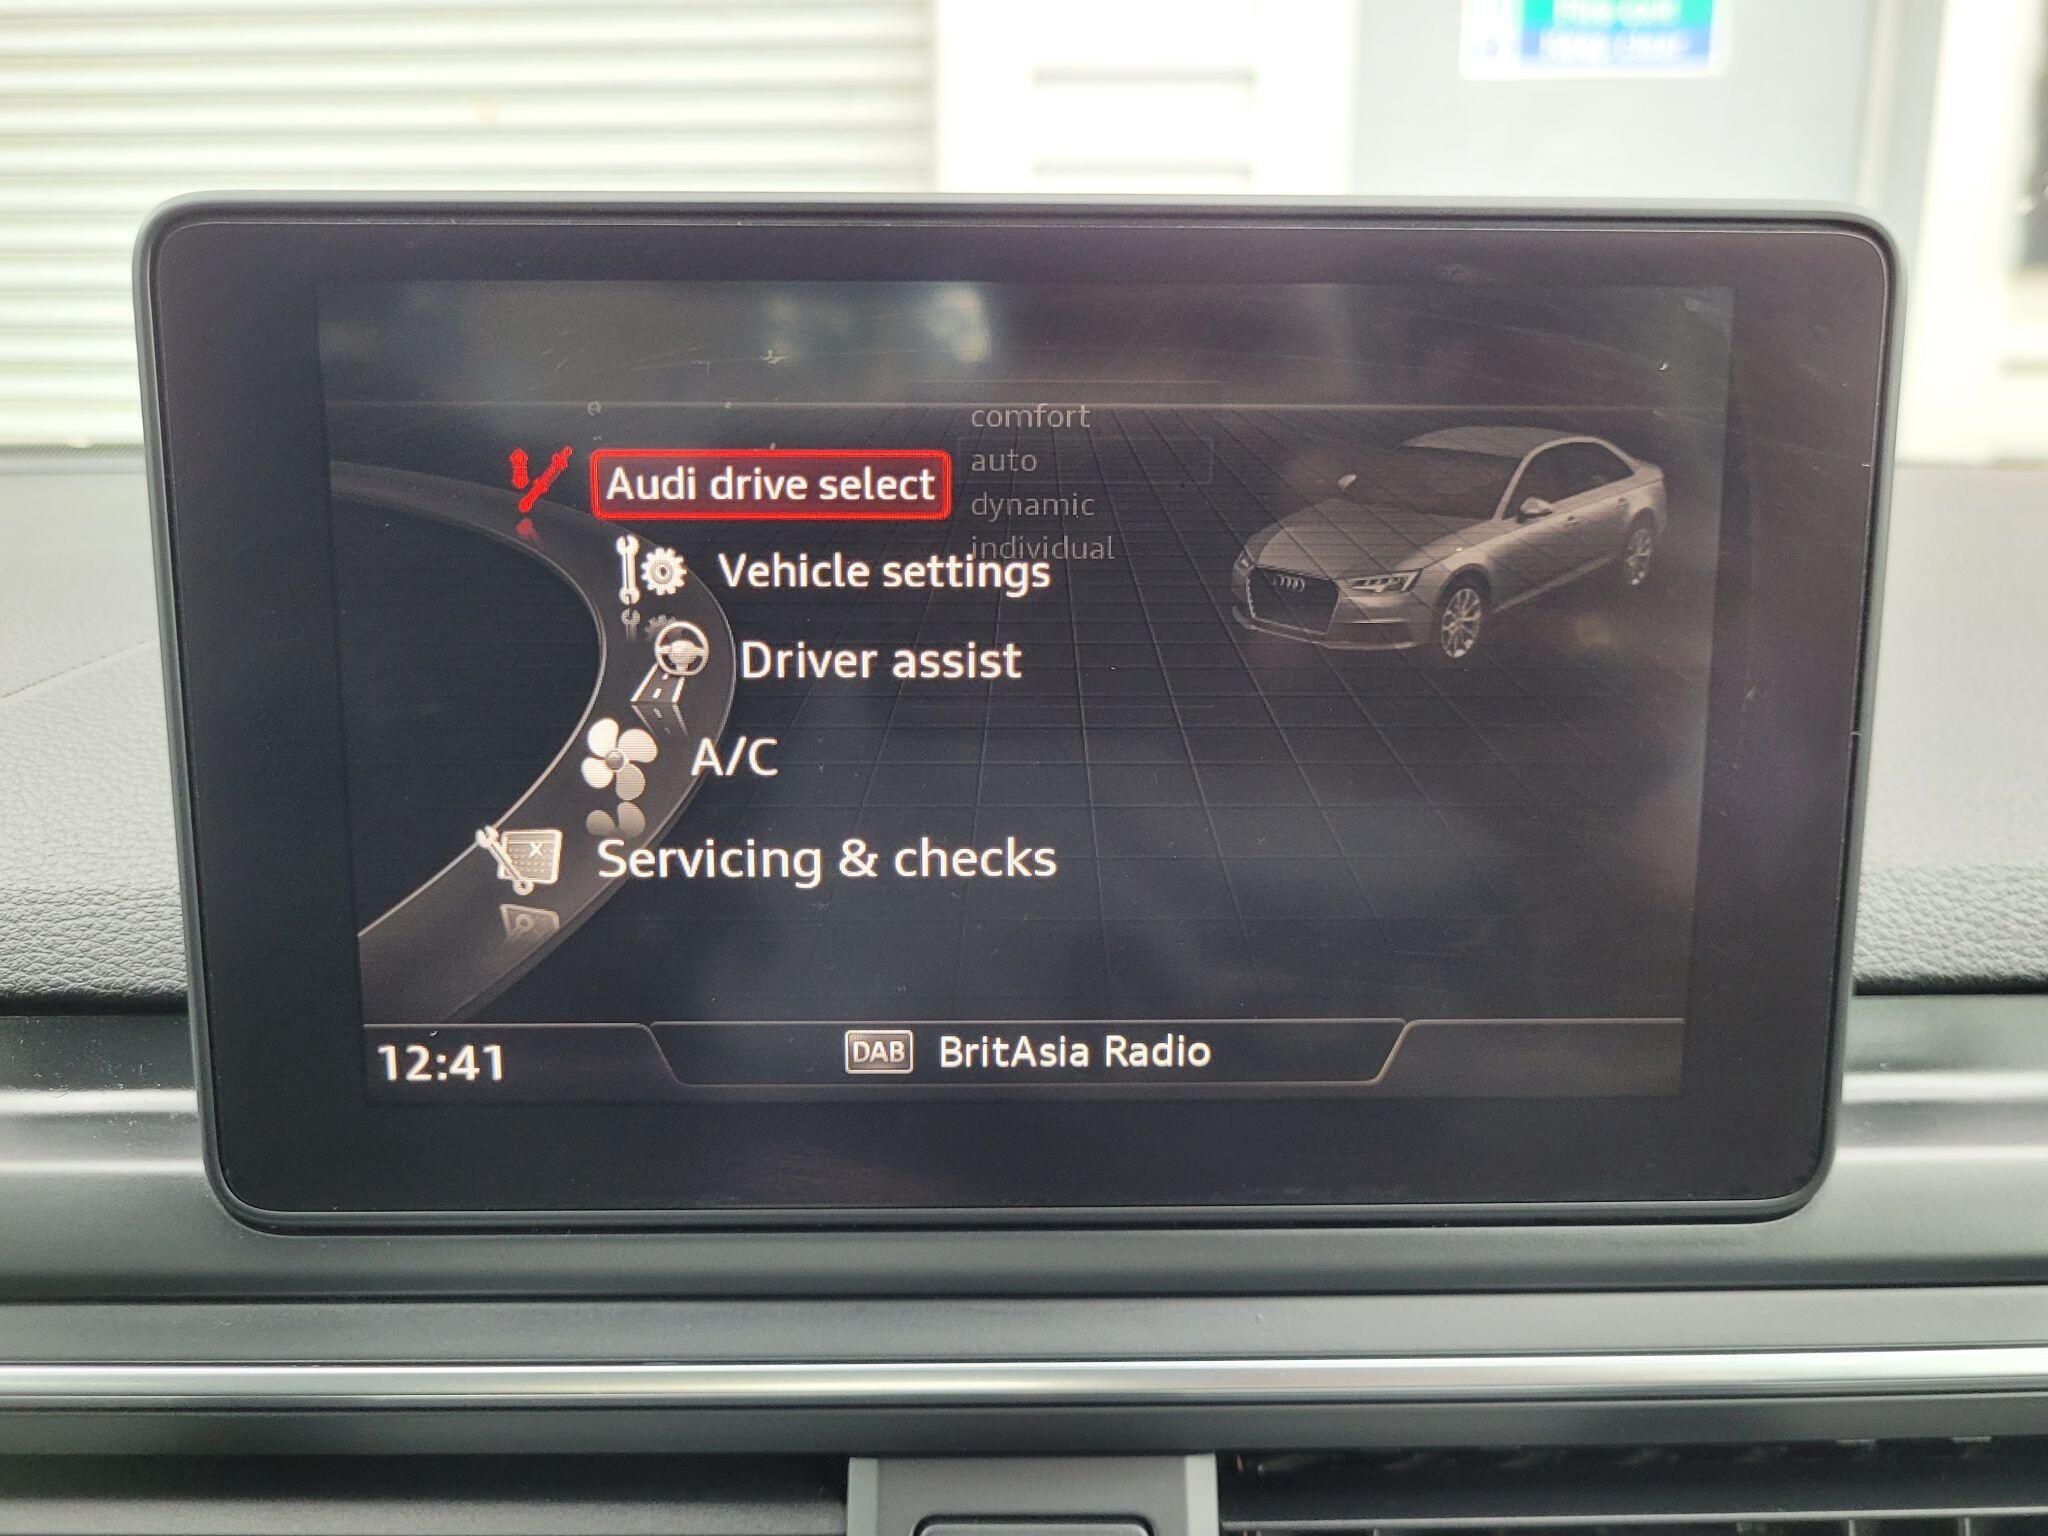 comfort
auto
dynamic
individual
Audi drive select
Vehicle settings
Driver assist
A/C
Servicing & checks
12:41
DAB BritAsia Radio